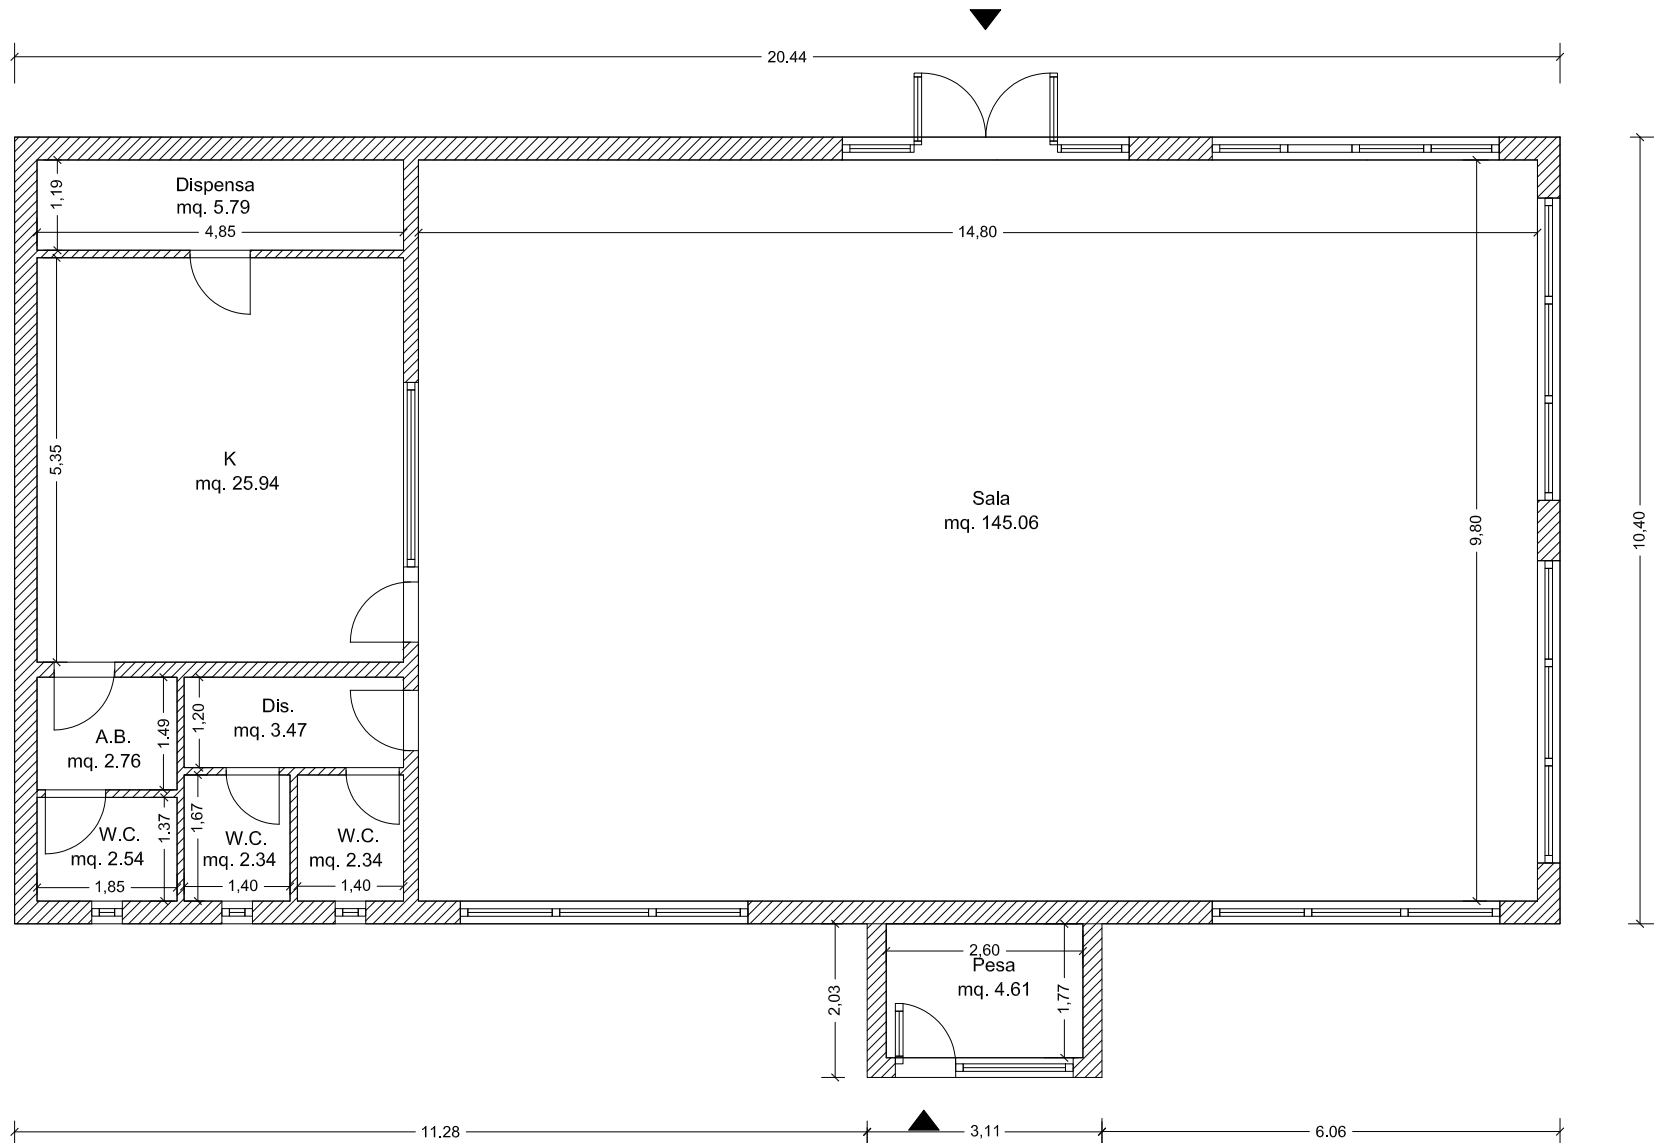 20.44
Dispensa
mq. 5.79
1,19
4,85
14,80
K
mq. 25.94
5,35
Sala
mq. 145.06
9,80
10,40
Dis.
mq. 3.47
1,20
A.B.
mq. 2.76
1.49
W.C.
mq. 2.54
1.37
1,85
W.C.
mq. 2.34
1,67
1,40
W.C.
mq. 2.34
1,40
2,60
Pesa
mq. 4.61
1,77
2,03
11.28
3,11
6.06